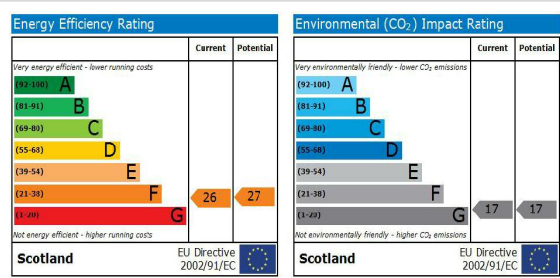 Energy Efficiency Rating
Current Potential
Very energy efficient - lower running costs
(92-100) A
(81-91) B
(69-80) C
(55-68) D
(39-54) E
(21-38) F
(1-20) G
26 27
Not energy efficient - higher running costs
Scotland
EU Directive
2002/91/EC
Environmental (CO₂) Impact Rating
Current Potential
Very environmentally friendly - lower CO₂ emissions
(92-100) A
(81-91) B
(69-80) C
(55-68) D
(39-54) E
(21-38) F
(1-20) G
17 17
Not environmentally friendly - higher CO₂ emissions
Scotland
EU Directive
2002/91/EC